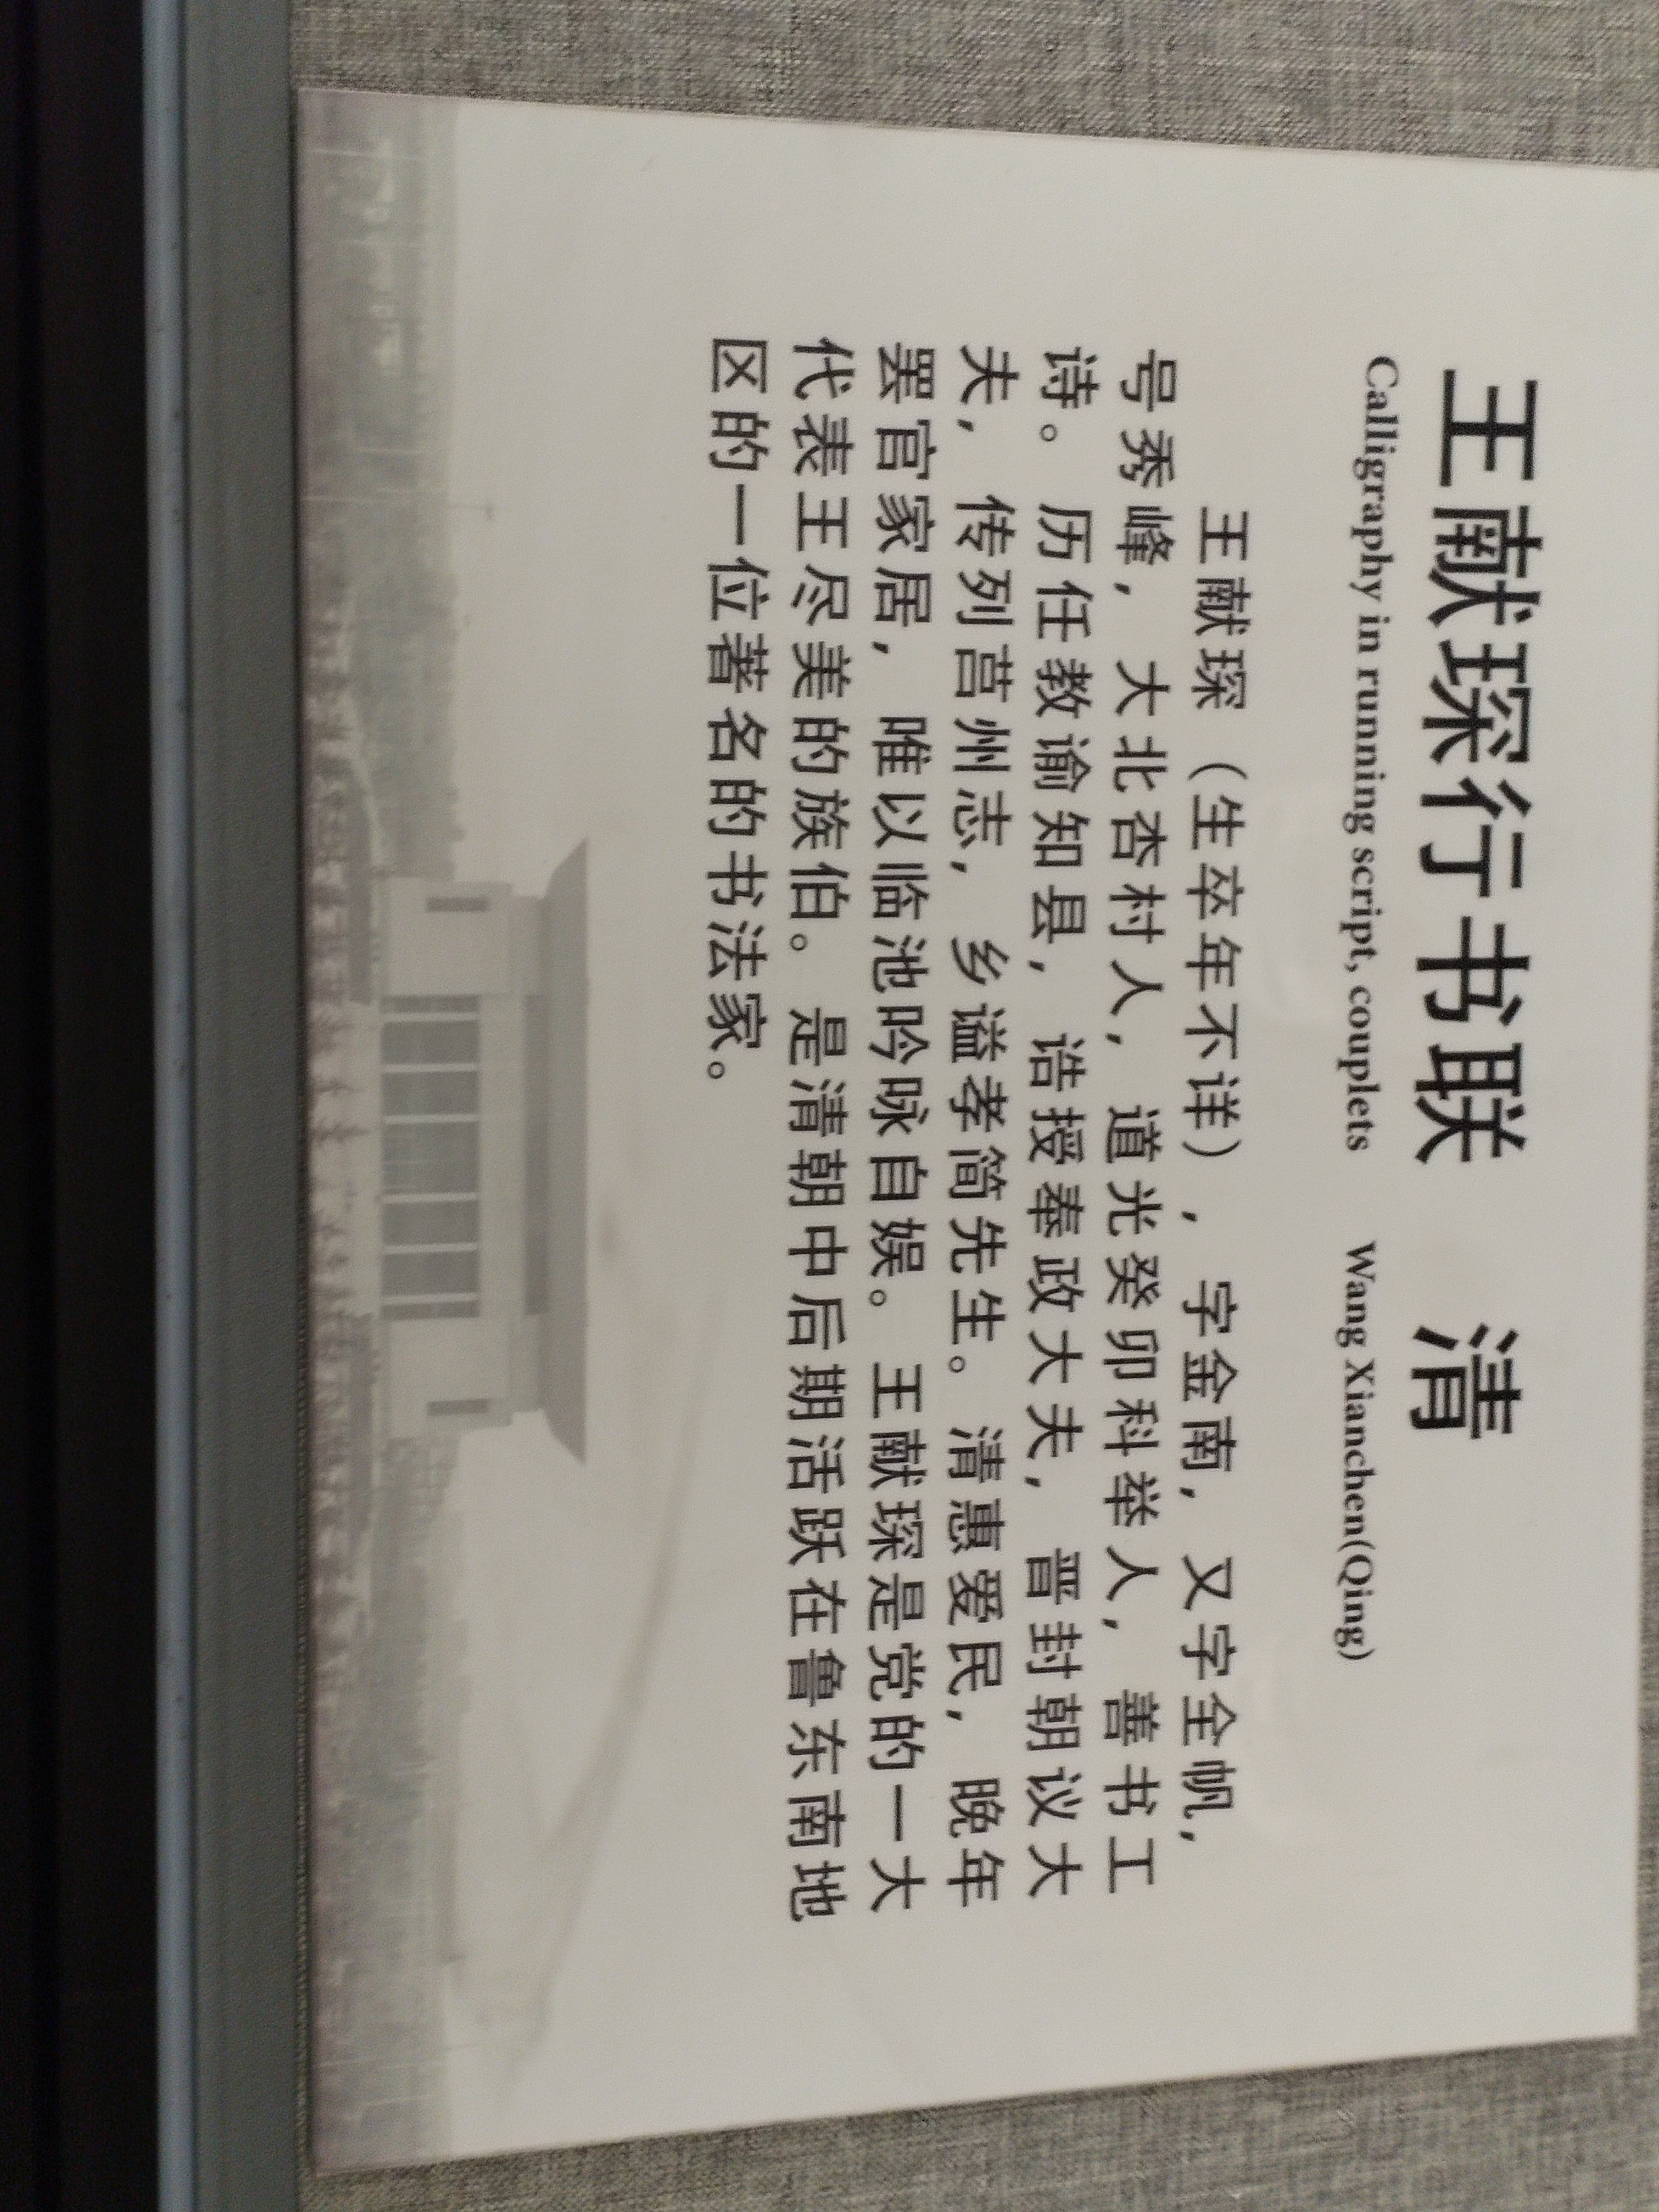 王献琛行书联 清
Calligraphy in running script, couplets Wang Xianchen(Qing)
王献琛（生卒年不详），字金南，又字全帆，
号秀峰，大北杏村人，道光癸卯科举人，善书工
诗。历任教谕知县，诰授奉政大夫，晋封朝议大
夫，传列莒州志，乡谥孝简先生。清惠爱民，晚年
罢官家居，唯以临池吟咏自娱。王献琛是党的一大
代表王尽美的族伯。是清朝中后期活跃在鲁东南地
区的一位著名的书法家。